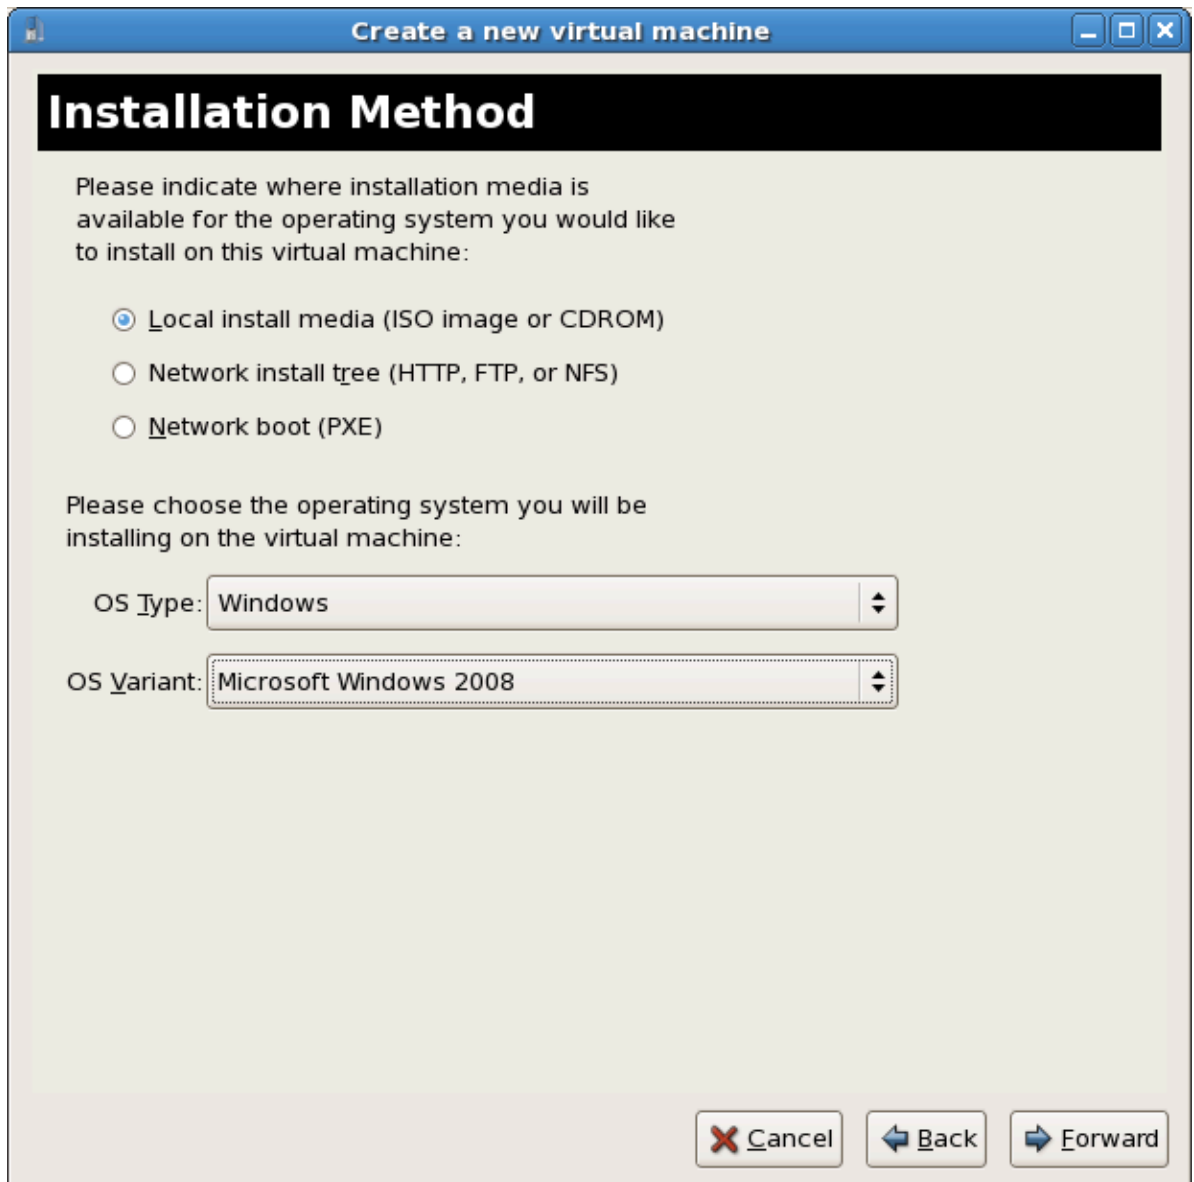 Create a new virtual machine
Installation Method
Please indicate where installation media is
available for the operating system you would like
to install on this virtual machine:
Local install media (ISO image or CDROM)
Network install tree (HTTP, FTP, or NFS)
Network boot (PXE)
Please choose the operating system you will be
installing on the virtual machine:
OS Type: Windows
OS Variant: Microsoft Windows 2008
Cancel Back Forward